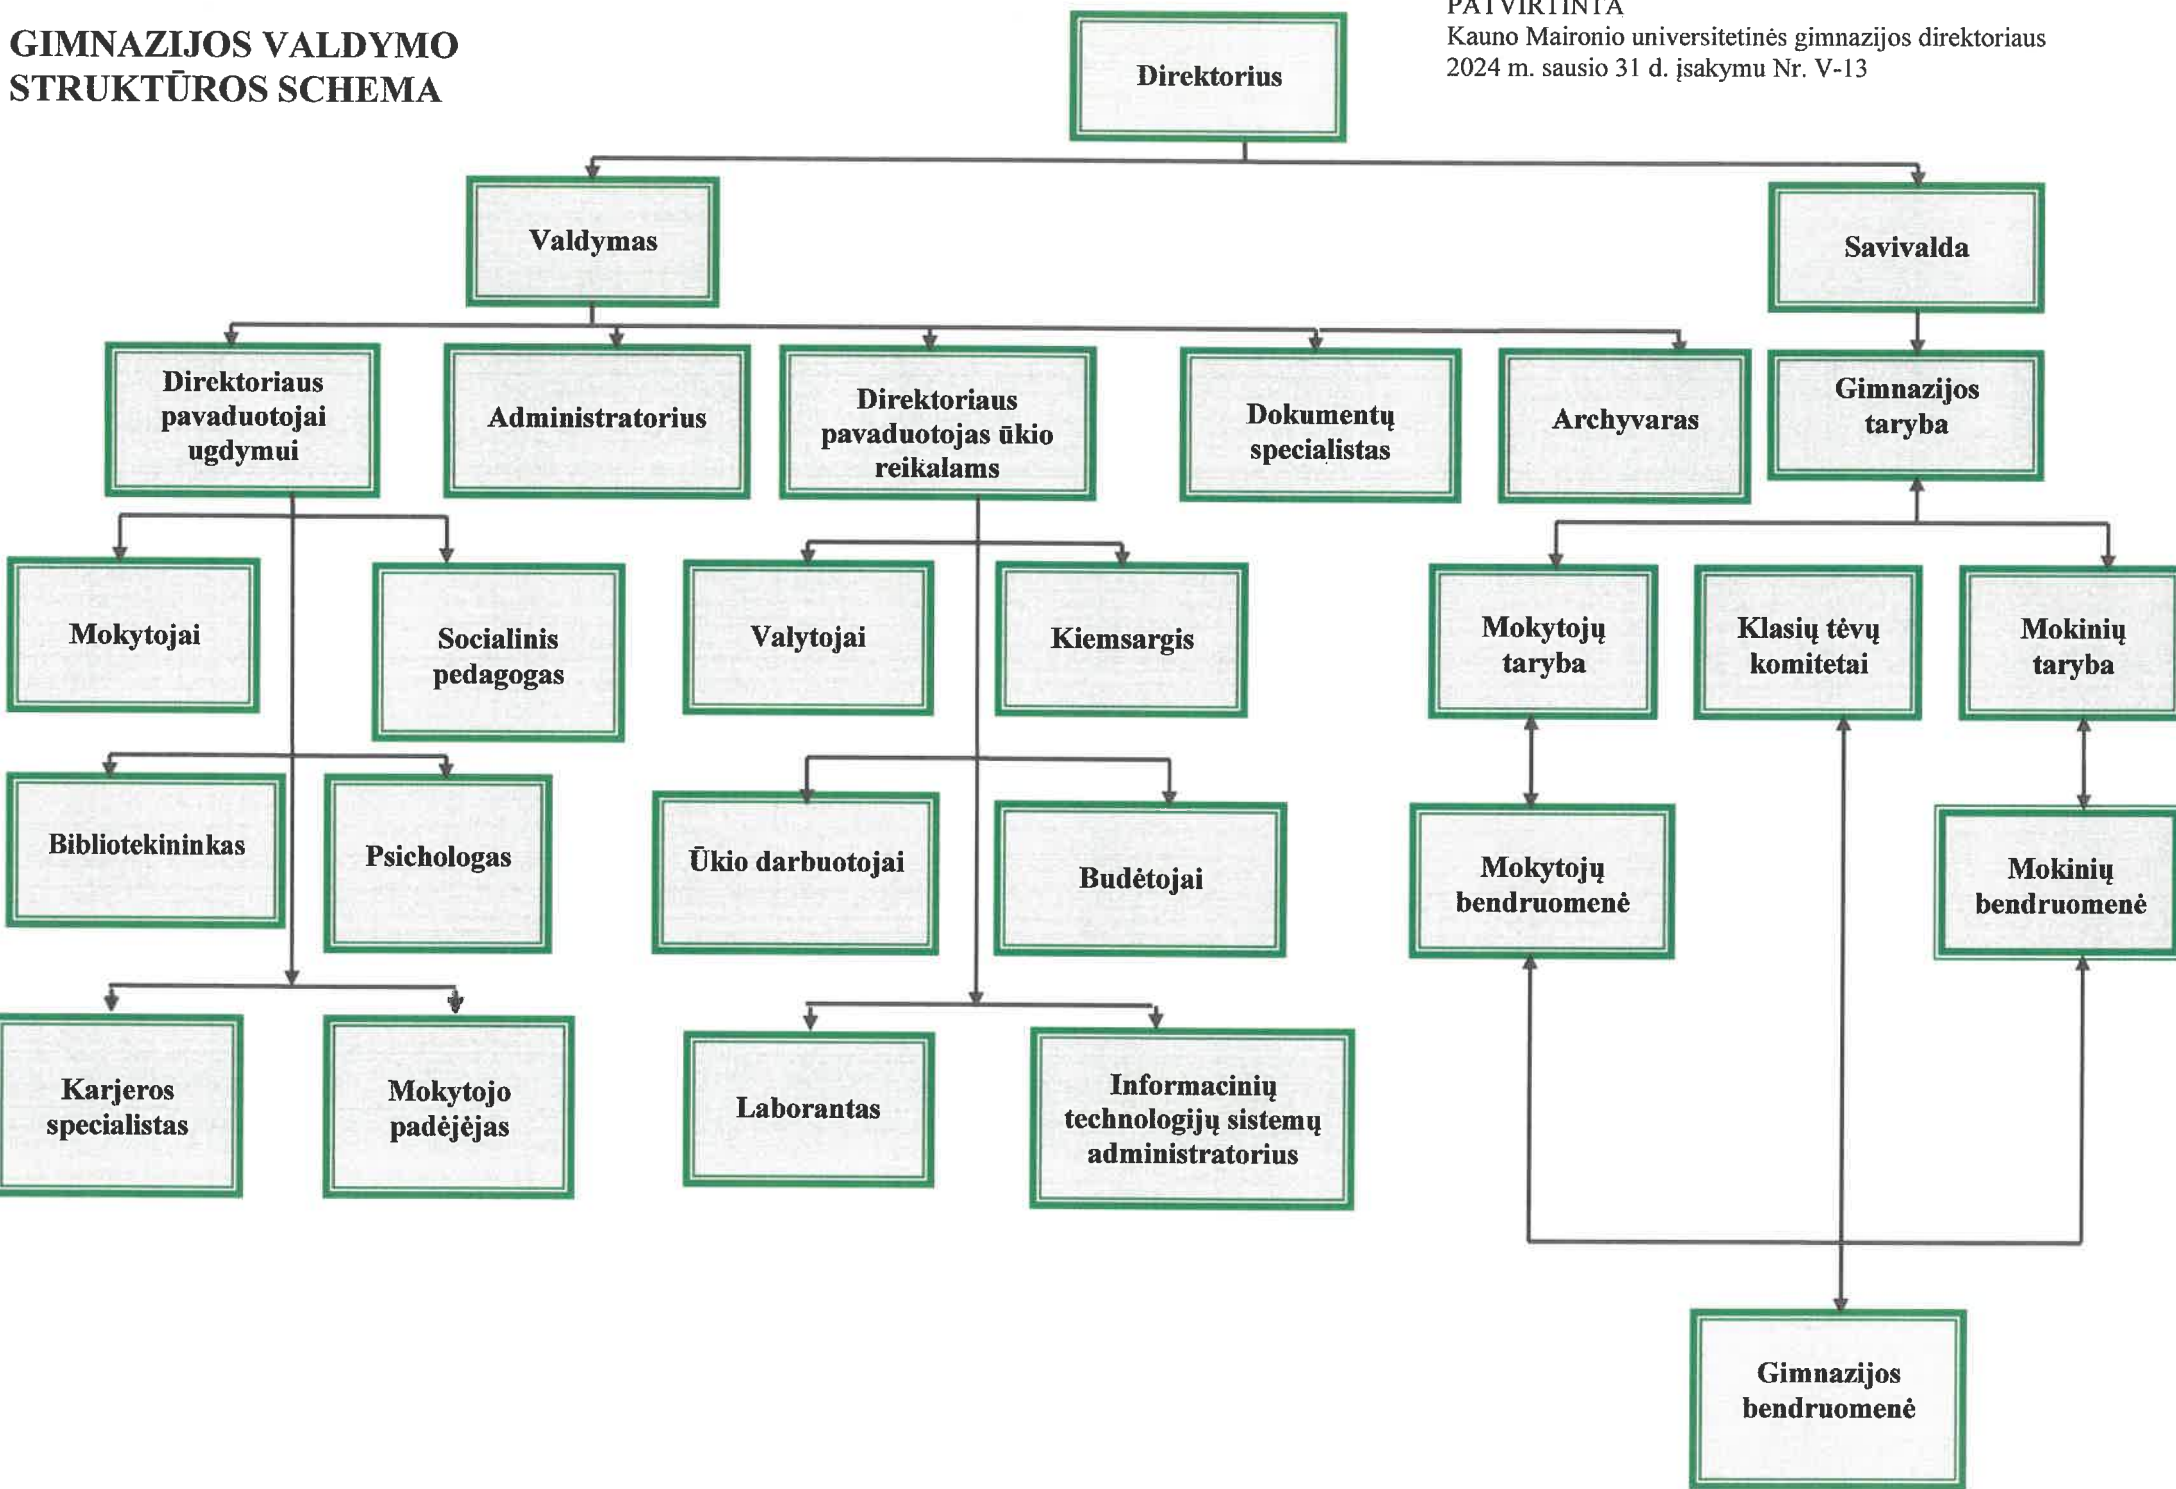 GIMNAZIJOS VALDYMO
STRUKTŪROS SCHEMA
PATVIRTINTA
Kauno Maironio universitetinės gimnazijos direktoriaus
2024 m. sausio 31 d. įsakymu Nr. V-13
Direktorius
Valdymas
Savivalda
Direktoriaus
pavaduotojai
ugdymui
Administratorius
Direktoriaus
pavaduotojas ūkio
reikalams
Dokumentų
specialistas
Archyvaras
Gimnazijos
taryba
Mokytojai
Socialinis
pedagogas
Valytojai
Kiemsargis
Mokytojų
taryba
Klasių tėvų
komitetai
Mokinių
taryba
Bibliotekininkas
Psichologas
Ūkio darbuotojai
Budėtojai
Mokytojų
bendruomenė
Mokinių
bendruomenė
Karjeros
specialistas
Mokytojo
padėjėjas
Laborantas
Informacinių
technologijų sistemų
administratorius
Gimnazijos
bendruomenė